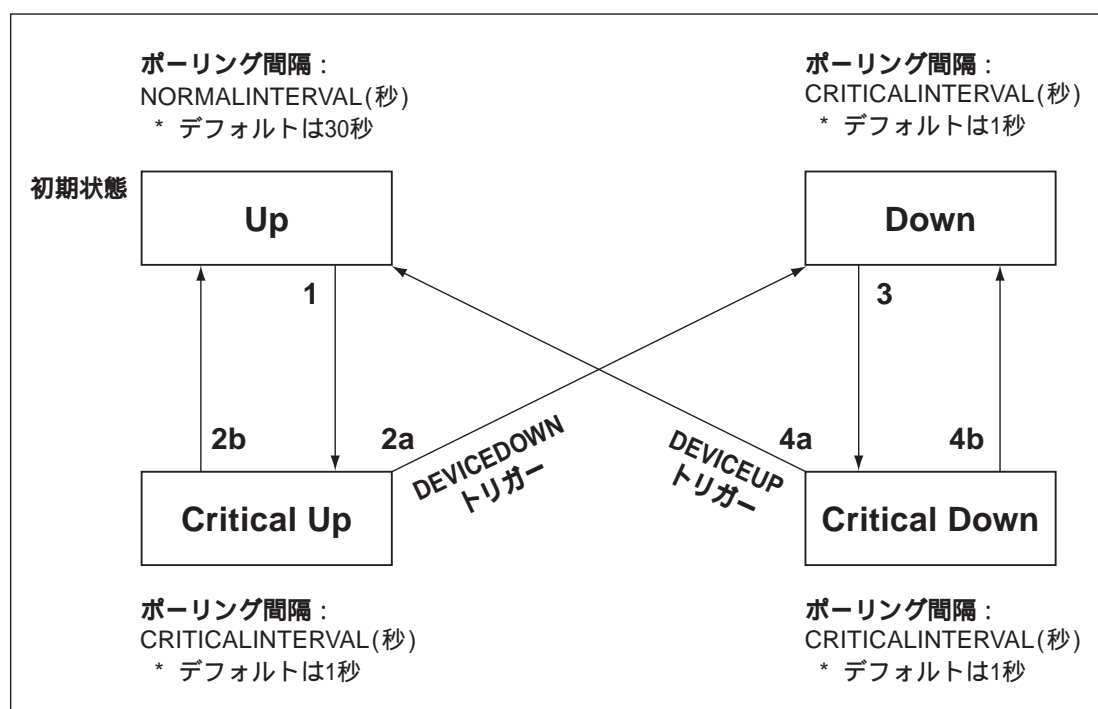 ポーリング間隔：
NORMALINTERVAL(秒)
* デフォルトは30秒
ポーリング間隔：
CRITICALINTERVAL(秒)
* デフォルトは1秒
初期状態
Up
Down
1
3
2b
2a
DEVICEDOWN
トリガー
DEVICEUP
トリガー
4a
4b
Critical Up
Critical Down
ポーリング間隔：
CRITICALINTERVAL(秒)
* デフォルトは1秒
ポーリング間隔：
CRITICALINTERVAL(秒)
* デフォルトは1秒